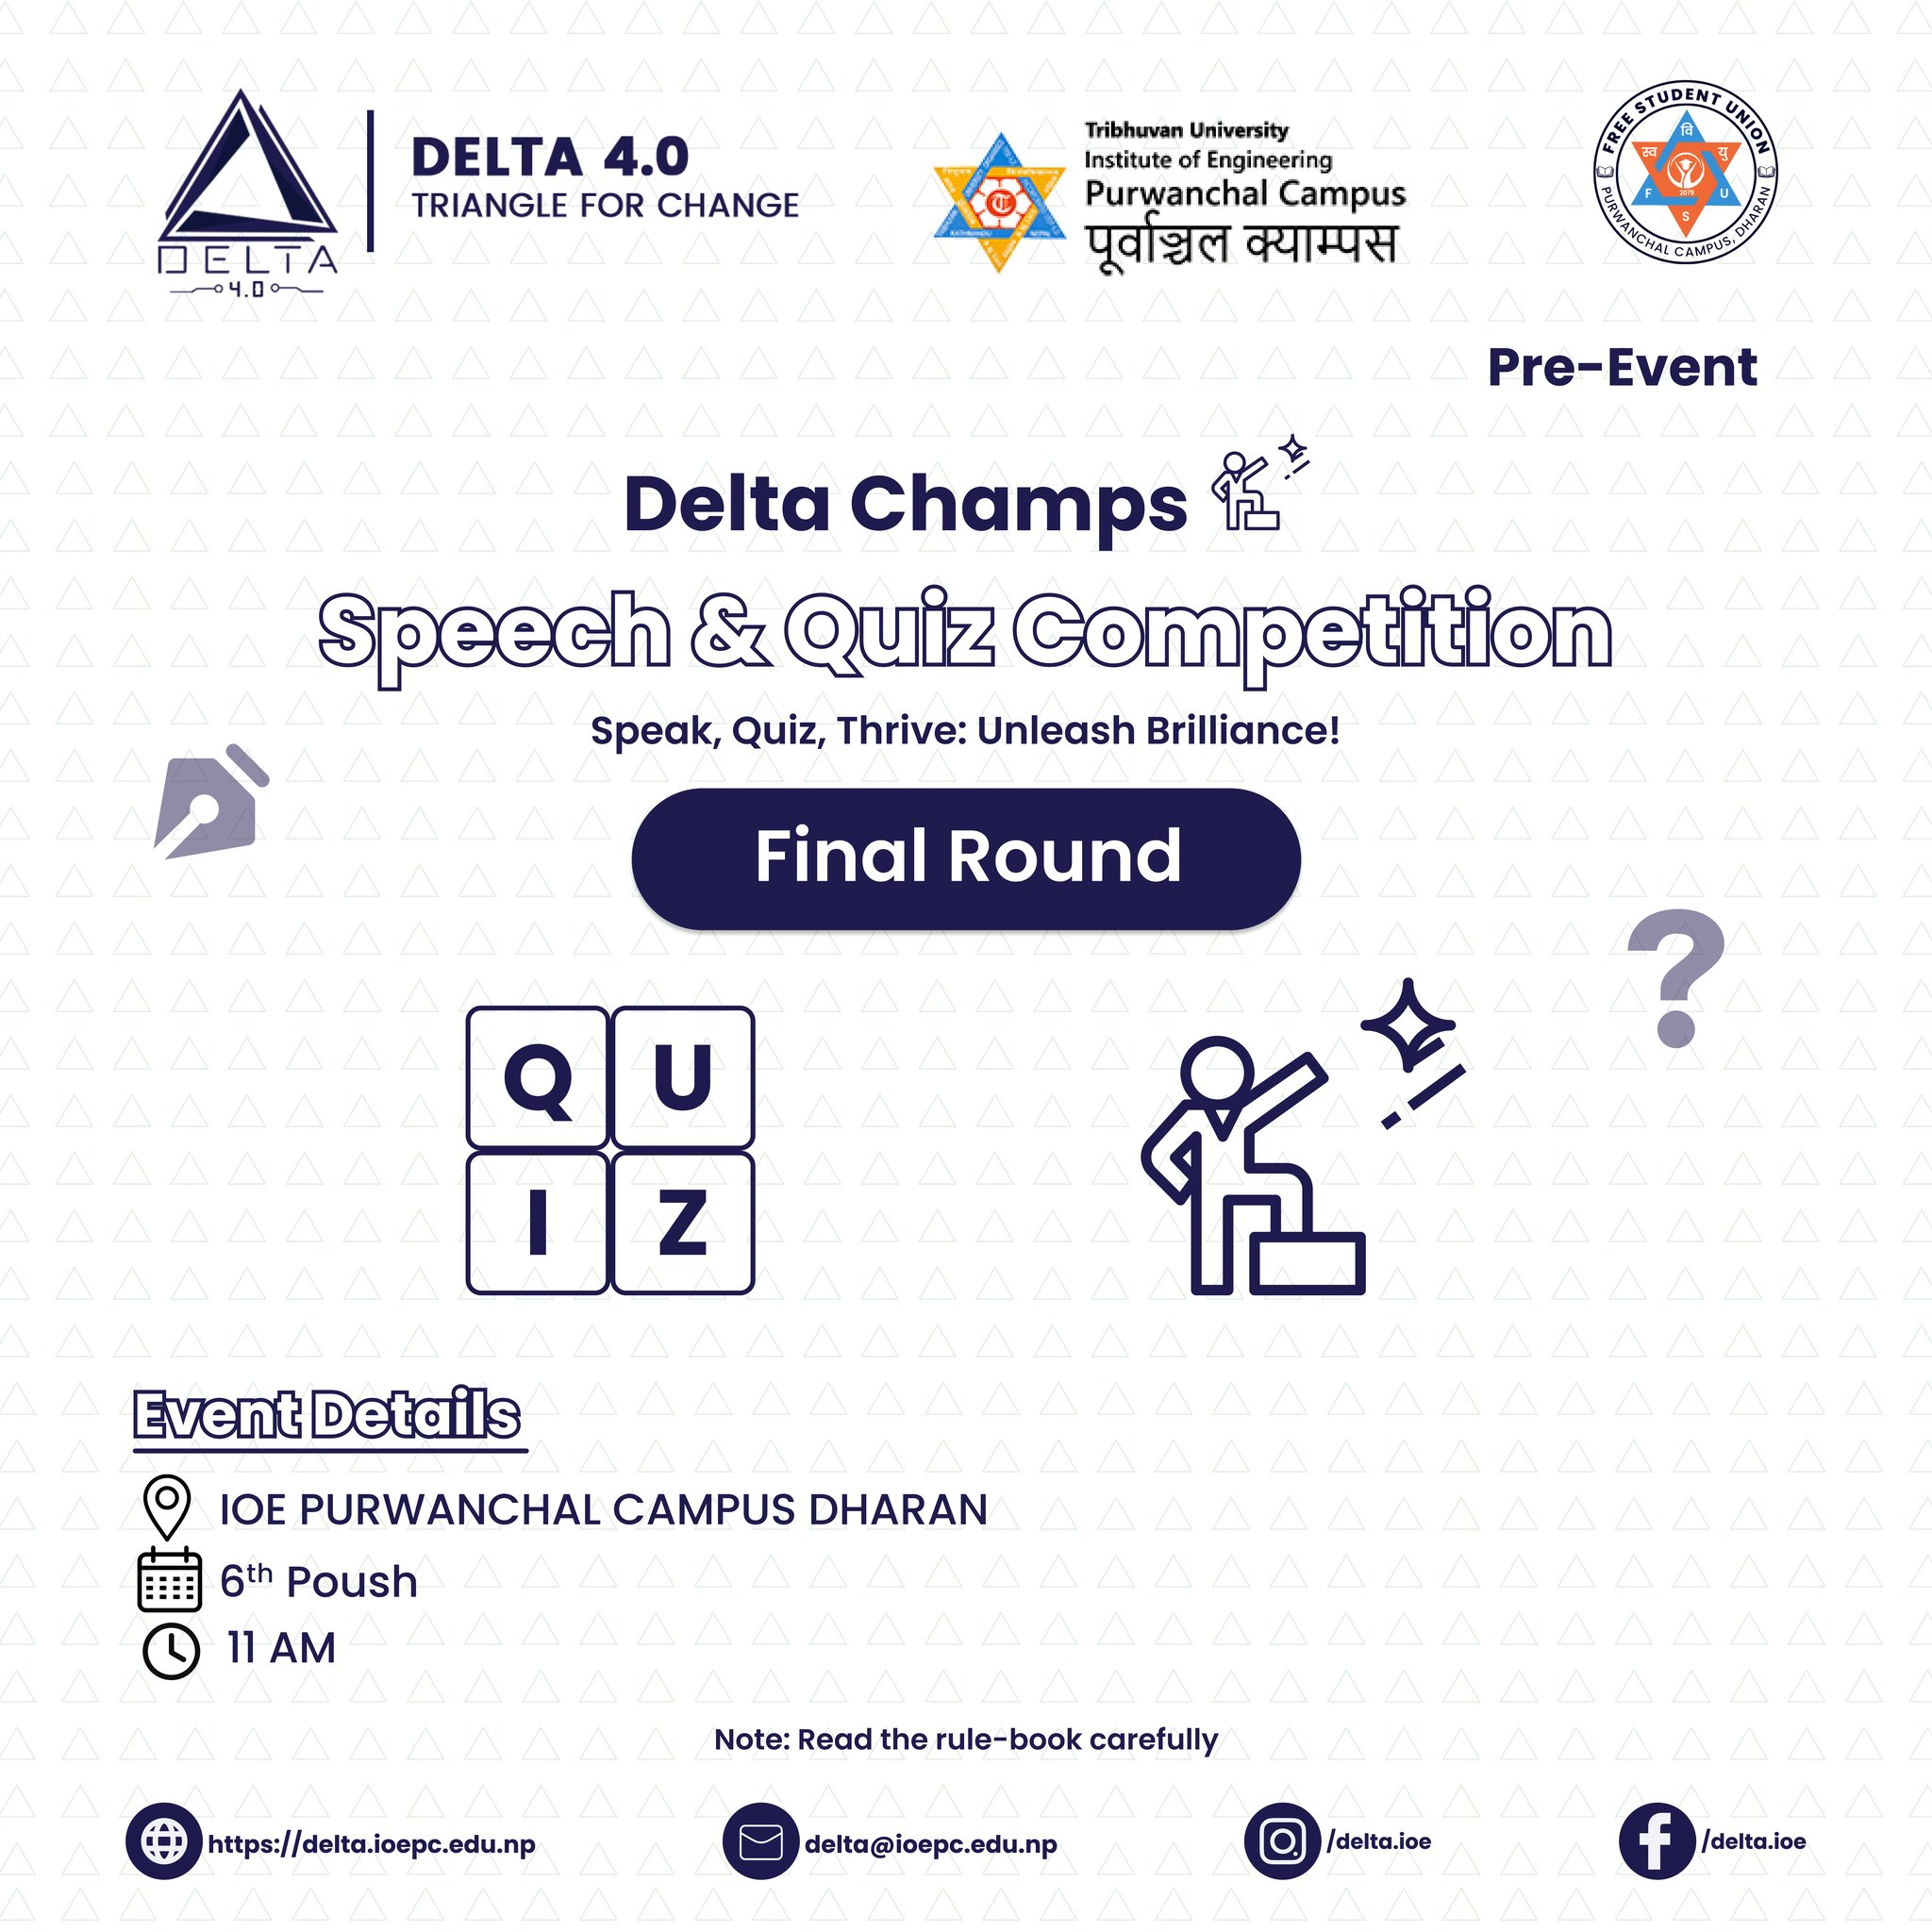 DELTA
4.0
DELTA 4.0
TRIANGLE FOR CHANGE
Tribhuvan University
Institute of Engineering
Purwanchal Campus
पूर्वाञ्चल क्याम्पस
FREE STUDENT UNION
वि
स्व
यु
F
U
S
2079
PURWANCHAL CAMPUS, DHARAN
Pre-Event
Delta Champs
Speech & Quiz Competition
Speak, Quiz, Thrive: Unleash Brilliance!
Final Round
?
Q U
I Z
Event Details
IOE PURWANCHAL CAMPUS DHARAN
6th Poush
11 AM
Note: Read the rule-book carefully
https://delta.ioepc.edu.np
delta@ioepc.edu.np
/delta.ioe
/delta.ioe